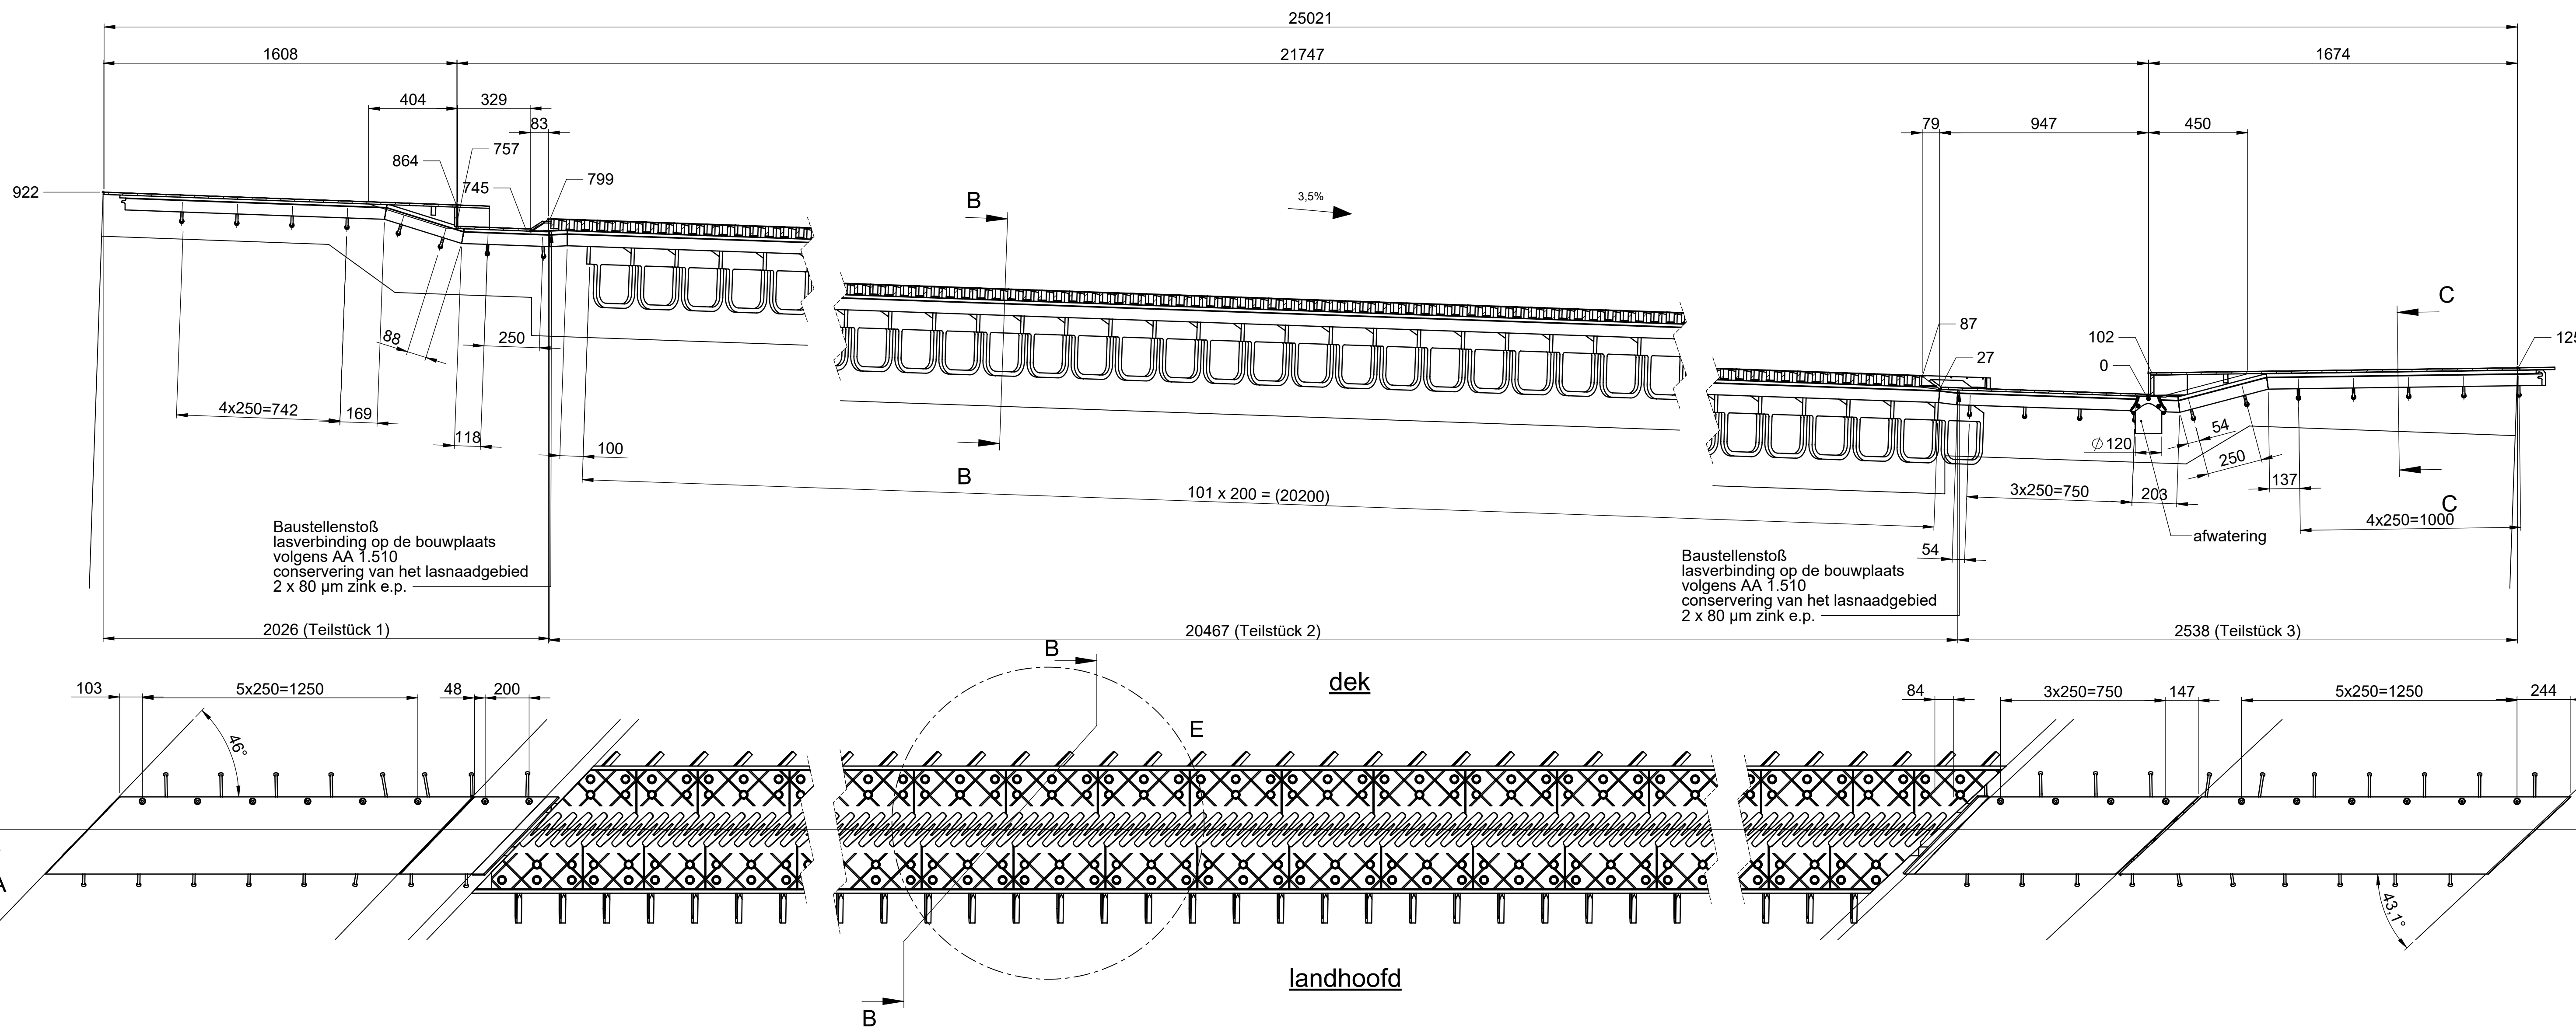 25021
1608
21747
1674
404
329
83
79
947
450
864
757
745
799
922
B
3,5%
87
27
102
0
C
4x250=742
169
88
118
250
100
B
101 x 200 = (20200)
54
3x250=750
203
∅120
54
250
137
4x250=1000
C
afwatering
Baustellenstoß
lasverbinding op de bouwplaats
volgens AA 1.510
conservering van het lasnaadgebied
2 x 80 µm zink e.p.
Baustellenstoß
lasverbinding op de bouwplaats
volgens AA 1.510
conservering van het lasnaadgebied
2 x 80 µm zink e.p.
2026 (Teilstück 1)
20467 (Teilstück 2)
2538 (Teilstück 3)
B
dek
103
5x250=1250
48
200
84
3x250=750
147
5x250=1250
244
46°
E
43,1°
landhoofd
B